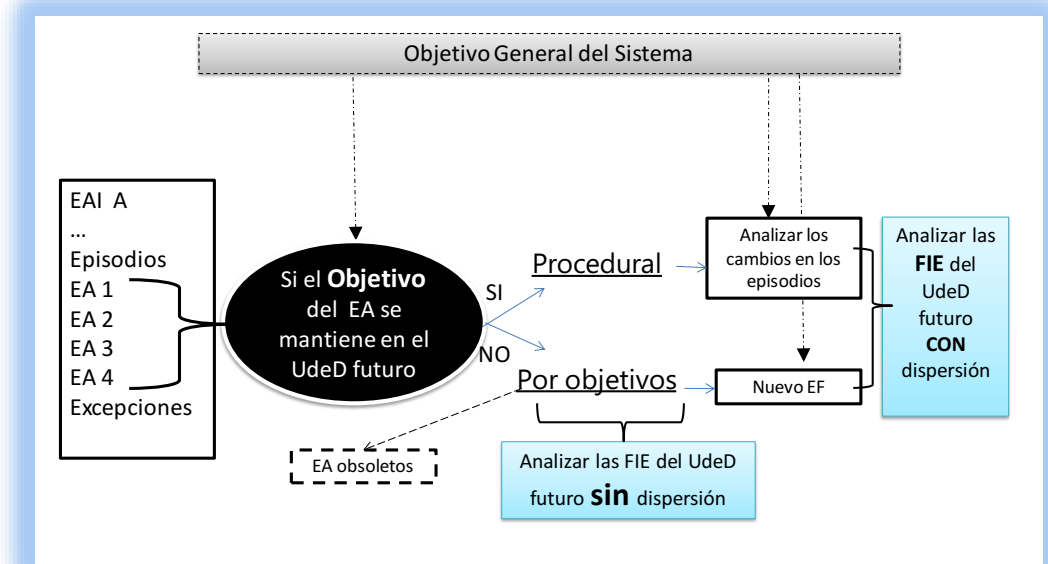 Objetivo General del Sistema
EAI A
...
Episodios
EA 1
EA 2
EA 3
EA 4
Excepciones
Si el Objetivo
del EA se
mantiene en el
UdeD futuro
SI
NO
Procedural
Por objetivos
Analizar los
cambios en los
episodios
Nuevo EF
Analizar las
FIE del
UdeD
futuro
CON
dispersión
EA obsoletos
Analizar las FIE del UdeD
futuro sin dispersión